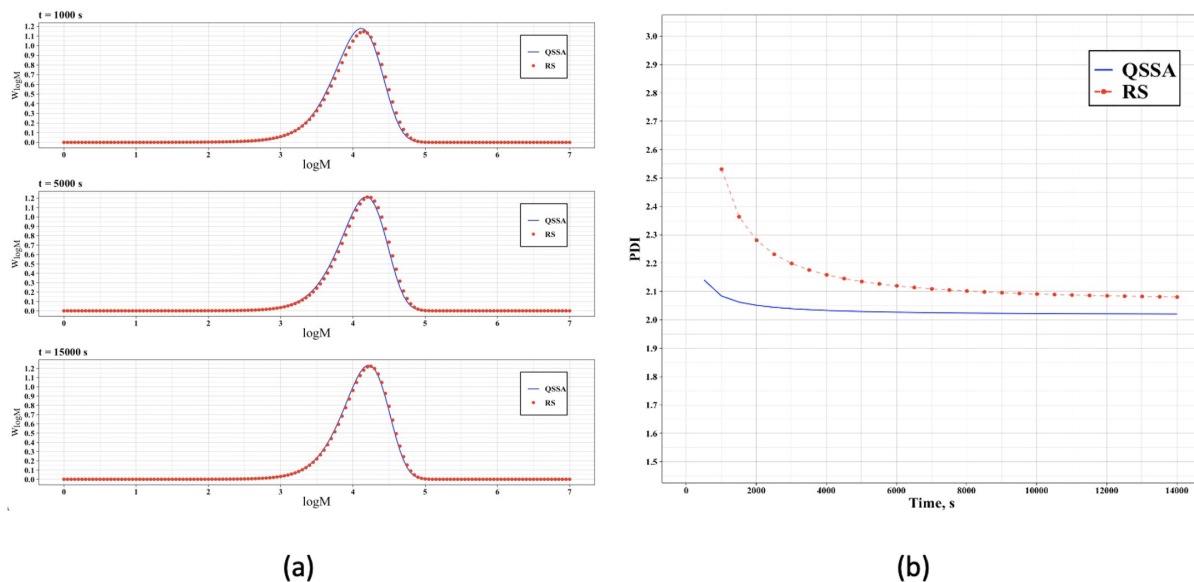 t = 1000 s
1.2
1.1
1.0
0.9
0.8
0.7
0.6
0.5
0.4
0.3
0.2
0.1
0.0
WlogM
QSSA
RS
0 1 2 3 4 5 6 7
logM
t = 5000 s
1.2
1.1
1.0
0.9
0.8
0.7
0.6
0.5
0.4
0.3
0.2
0.1
0.0
WlogM
QSSA
RS
0 1 2 3 4 5 6 7
logM
t = 15000 s
1.2
1.1
1.0
0.9
0.8
0.7
0.6
0.5
0.4
0.3
0.2
0.1
0.0
WlogM
QSSA
RS
0 1 2 3 4 5 6 7
logM
(a)
3.0
2.9
2.8
2.7
2.6
2.5
2.4
2.3
2.2
2.1
2.0
1.9
1.8
1.7
1.6
1.5
PDI
QSSA
RS
0 2000 4000 6000 8000 10000 12000 14000
Time, s
(b)